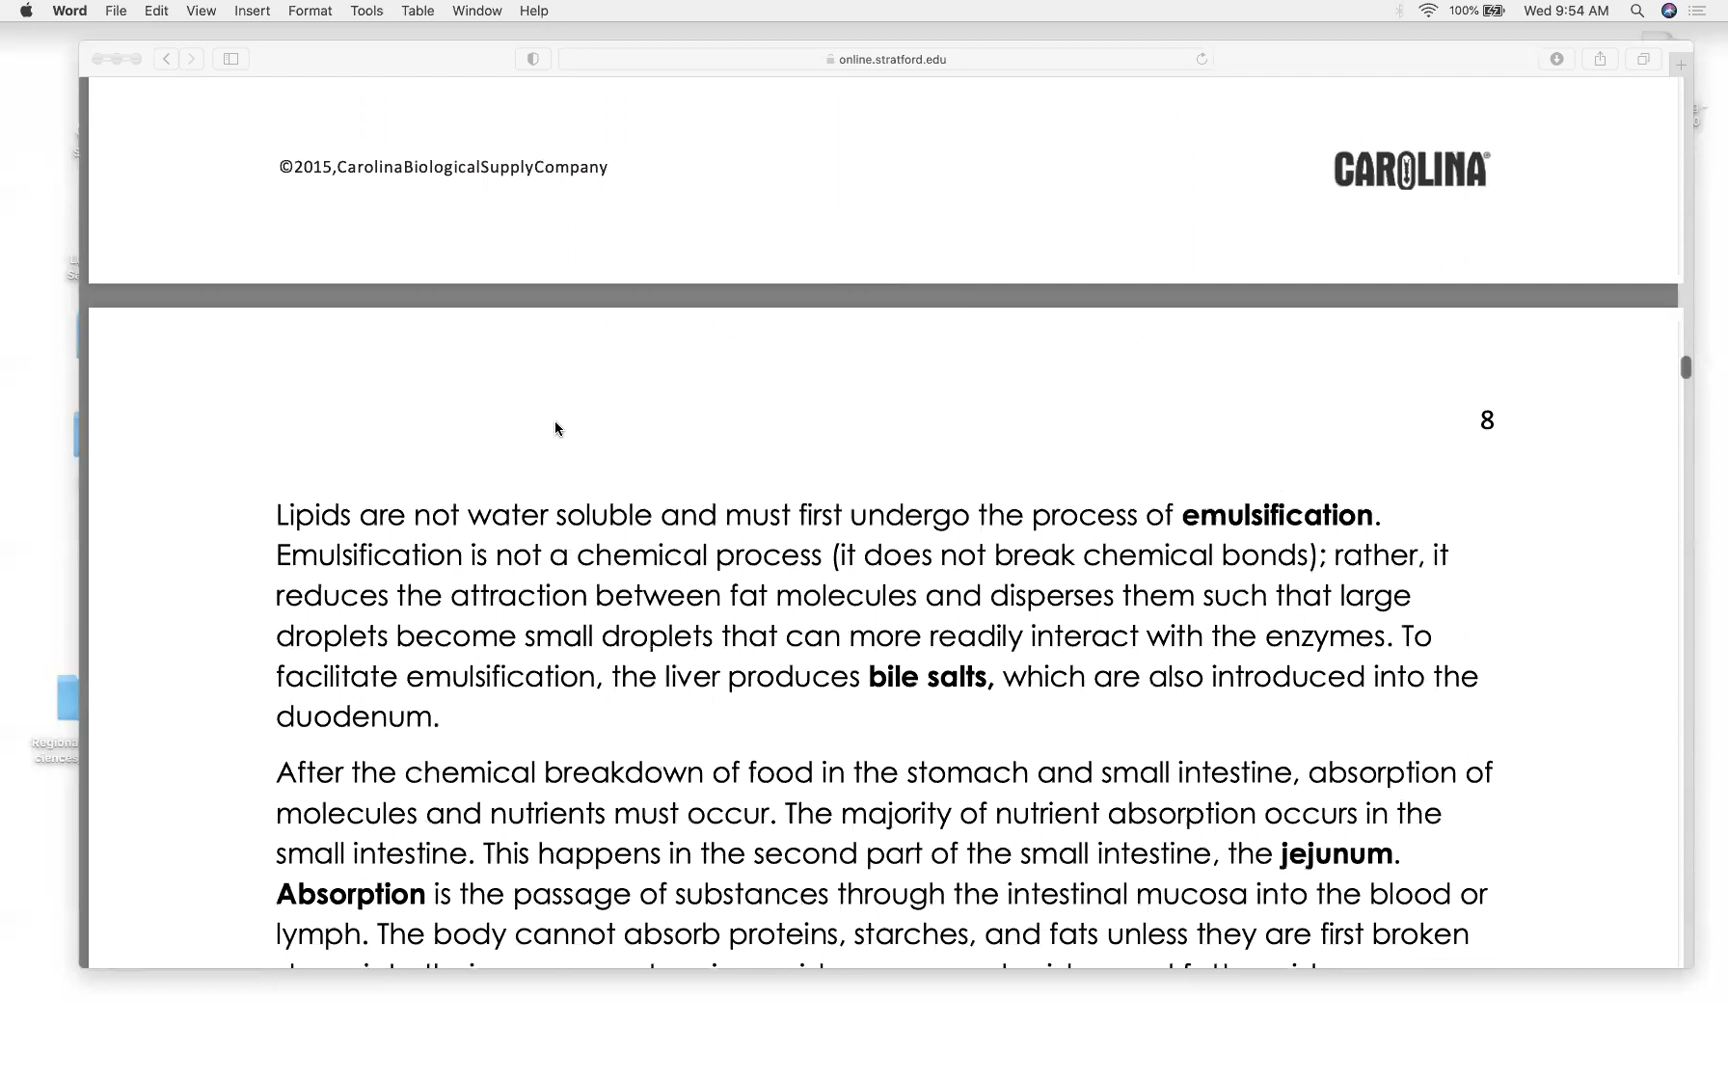 Word File Edit View Insert Format Tools Table Window Help 100% Wed 9:54 AM
online.stratford.edu
©2015,CarolinaBiologicalSupplyCompany CAROLINA®
8
Lipids are not water soluble and must first undergo the process of emulsification.
Emulsification is not a chemical process (it does not break chemical bonds); rather, it
reduces the attraction between fat molecules and disperses them such that large
droplets become small droplets that can more readily interact with the enzymes. To
facilitate emulsification, the liver produces bile salts, which are also introduced into the
duodenum.
After the chemical breakdown of food in the stomach and small intestine, absorption of
molecules and nutrients must occur. The majority of nutrient absorption occurs in the
small intestine. This happens in the second part of the small intestine, the jejunum.
Absorption is the passage of substances through the intestinal mucosa into the blood or
lymph. The body cannot absorb proteins, starches, and fats unless they are first broken
Regiona
ciences